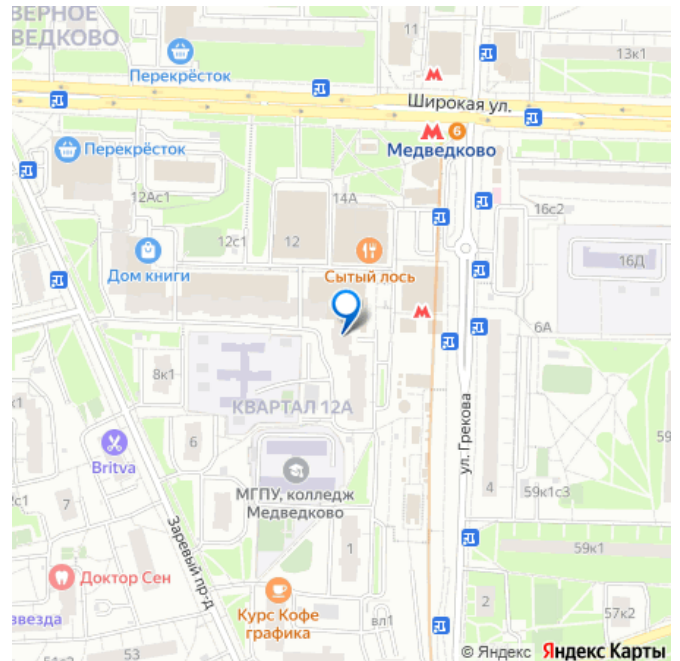 ВЕРНОЕ
ВЕДКОВО
11
13к1
Перекрёсток
Широкая ул.
6
Медведково
Перекрёсток
12Ас1
14А
16с2
12с1
12
16Д
Дом книги
Сытый лось
6А
8к1
к1
КВАРТАЛ 12А
ул. Грекова
59
Britva
6
МГПУ, колледж
Медведково
2с1
7
4
59к1с3
Заревый пр-д
1
59к1
Доктор Сен
звезда
Курс Кофе
графика
вл1
2
57к2
53
© Яндекс Яндекс Карты